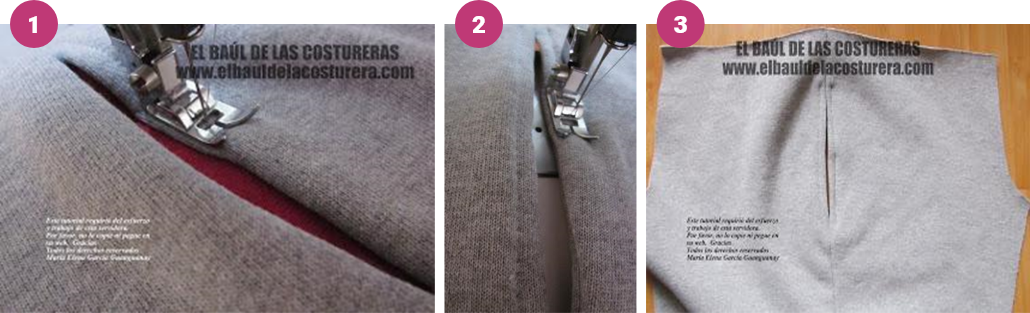 1
EL BAÚL DE LAS COSTURERAS
www.elbauldelacosturera.com
Este tutorial requirió del esfuerzo
y trabajo de esta servidora.
Por favor, no lo copie ni pegue en
su web. Gracias.
Todos los derechos reservados
María Elena García Guanguanay
2
3
EL BAÚL DE LAS COSTURERAS
www.elbauldelacosturera.com
Este tutorial requirió del esfuerzo
y trabajo de esta servidora.
Por favor, no lo copie ni pegue en
su web. Gracias.
Todos los derechos reservados
María Elena García Guanguanay